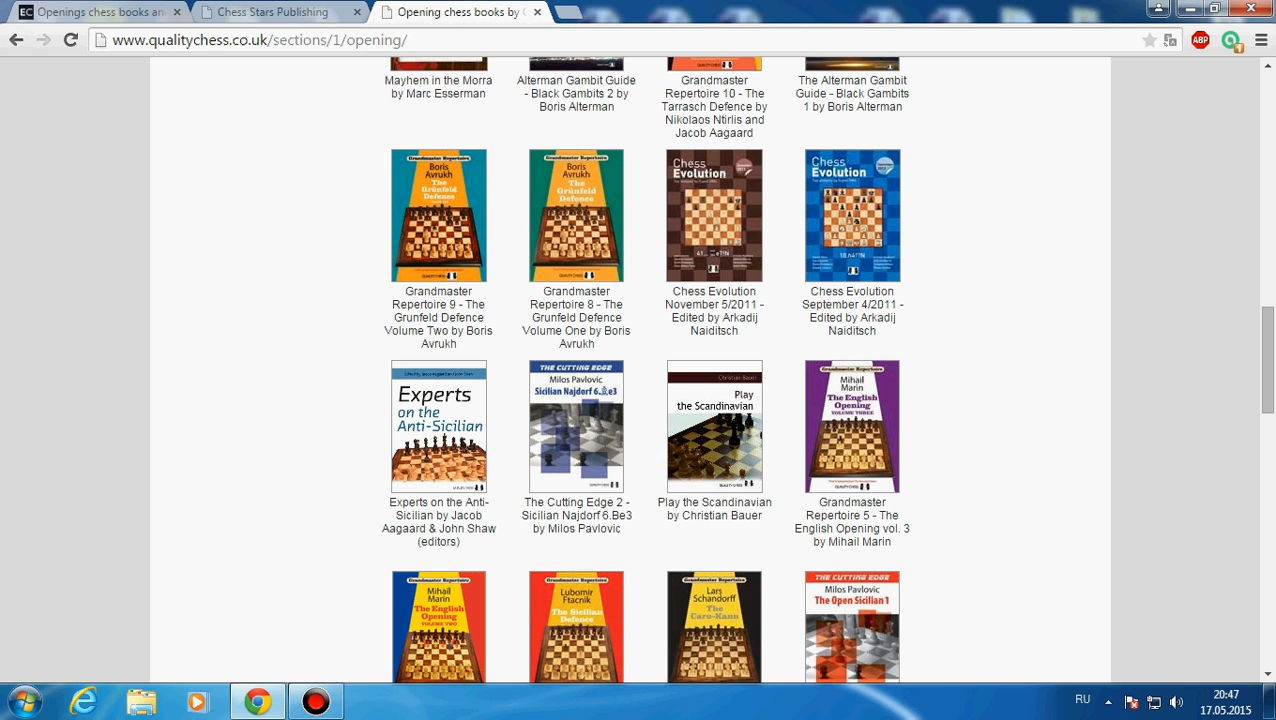 Openings chess books an
Chess Stars Publishing
Opening chess books by
www.qualitychess.co.uk/sections/1/opening/
ABP
1
Mayhem in the Morra
by Marc Esserman
Alterman Gambit Guide
- Black Gambits 2 by
Boris Alterman
Grandmaster
Repertoire 10 - The
Tarrasch Defence by
Nikolaos Ntirlis and
Jacob Aagaard
The Alterman Gambit
Guide - Black Gambits
1 by Boris Alterman
Grandmaster Repertoire
Boris
Avrukh
The
Grünfeld
Defence
Grandmaster Repertoire
Boris
Avrukh
The
Grünfeld
Defence
Chess
Evolution
Chess
Evolution
Grandmaster
Repertoire 9 - The
Grunfeld Defence
Volume Two by Boris
Avrukh
Grandmaster
Repertoire 8 - The
Grunfeld Defence
Volume One by Boris
Avrukh
Chess Evolution
November 5/2011 -
Edited by Arkadij
Naiditsch
Chess Evolution
September 4/2011 -
Edited by Arkadij
Naiditsch
Experts
on the
Anti-Sicilian
THE CUTTING EDGE
Milos Pavlovic
Sicilian Najdorf 6.♗e3
Christian Bauer
Play
the Scandinavian
QUALITY CHESS
Grandmaster Repertoire
Mihail
Marin
The English
Opening
VOLUME THREE
QUALITY CHESS
Experts on the Anti-
Sicilian by Jacob
Aagaard & John Shaw
(editors)
The Cutting Edge 2 -
Sicilian Najdorf 6.Be3
by Milos Pavlovic
Play the Scandinavian
by Christian Bauer
Grandmaster
Repertoire 5 - The
English Opening vol. 3
by Mihail Marin
Grandmaster Repertoire
Mihail
Marin
The English
Opening
VOLUME TWO
Grandmaster Repertoire
Lubomir
Ftacnik
The Sicilian
Defence
Grandmaster Repertoire
Lars
Schandorff
The
Caro-Kann
THE CUTTING EDGE
Milos Pavlovic
The Open Sicilian 1
RU
20:47
17.05.2015